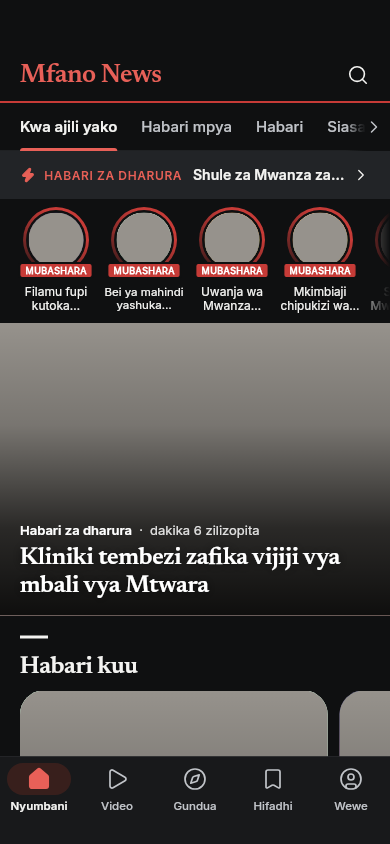 Mfano News
Kwa ajili yako
Habari mpya
Habari
Siasa
HABARI ZA DHARURA
Shule za Mwanza za...
MUBASHARA
MUBASHARA
MUBASHARA
MUBASHARA
Filamu fupi
kutoka...
Bei ya mahindi
yashuka...
Uwanja wa
Mwanza...
Mkimbiaji
chipukizi wa...
Habari za dharura · dakika 6 zilizopita
Kliniki tembezi zafika vijiji vya
mbali vya Mtwara
Habari kuu
Nyumbani
Video
Gundua
Hifadhi
Wewe